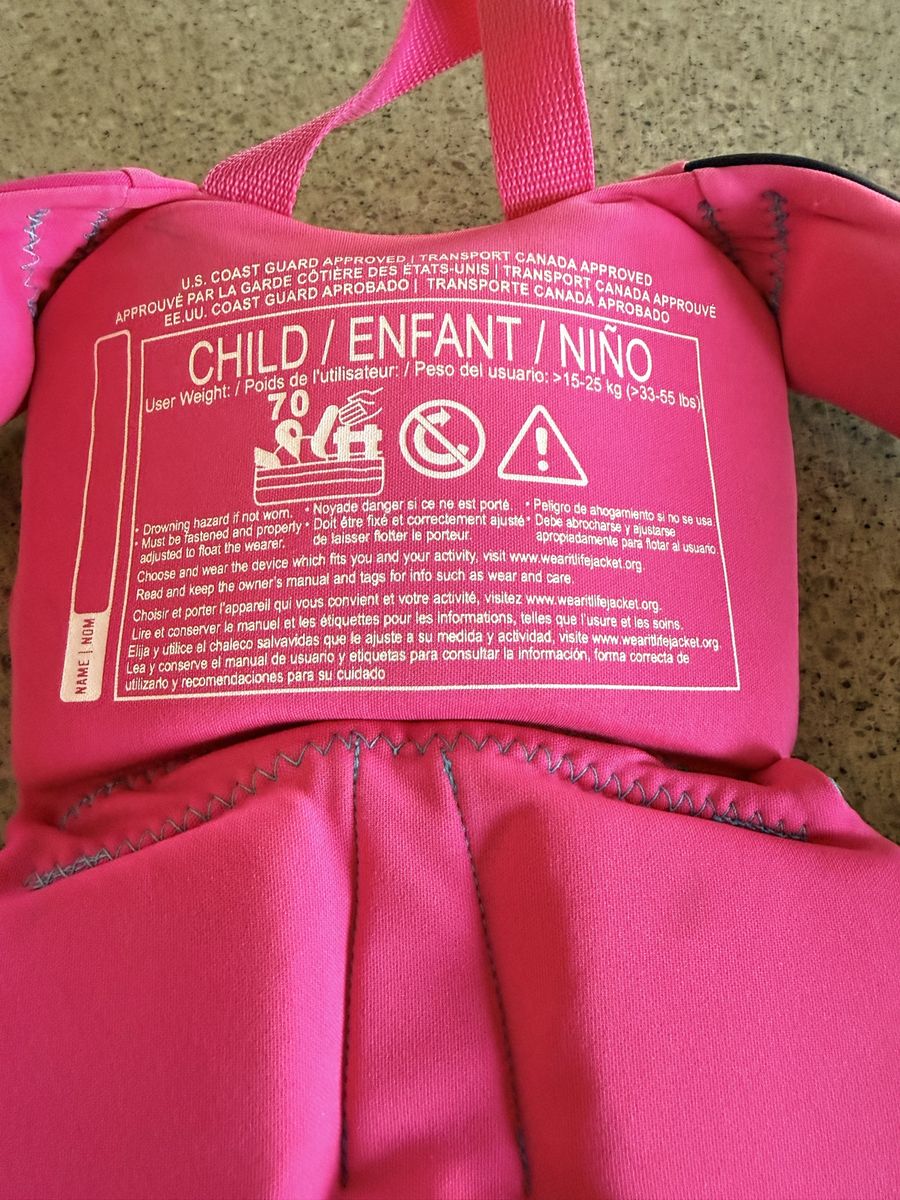 U.S. COAST GUARD APPROVED | TRANSPORT CANADA APPROVED
APPROUVÉ PAR LA GARDE CÔTIÈRE DES ÉTATS-UNIS | TRANSPORT CANADA APPROUVÉ
EE.UU. COAST GUARD APROBADO | TRANSPORTE CANADÁ APROBADO
CHILD / ENFANT / NIÑO
User Weight: / Poids de l'utilisateur: / Peso del usuario: >15-25 kg (>33-55 lbs)
70
• Drowning hazard if not worn.
• Must be fastened and properly
adjusted to float the wearer.
• Noyade danger si ce ne est porté.
• Doit être fixé et correctement ajusté
de laisser flotter le porteur.
• Peligro de ahogamiento si no se usa.
• Debe abrocharse y ajustarse
apropiadamente para flotar al usuario.
Choose and wear the device which fits you and your activity, visit www.wearitlifejacket.org.
Read and keep the owner's manual and tags for info such as wear and care.
Choisir et porter l'appareil qui vous convient et votre activité, visitez www.wearitlifejacket.org.
Lire et conserver le manuel et les étiquettes pour les informations, telles que l'usure et les soins.
Elija y utilice el chaleco salvavidas que le ajuste a su medida y actividad, visite www.wearitlifejacket.org.
Lea y conserve el manual de usuario y etiquetas para consultar la información, forma correcta de
utilizarlo y recomendaciones para su cuidado
NAME | NOM